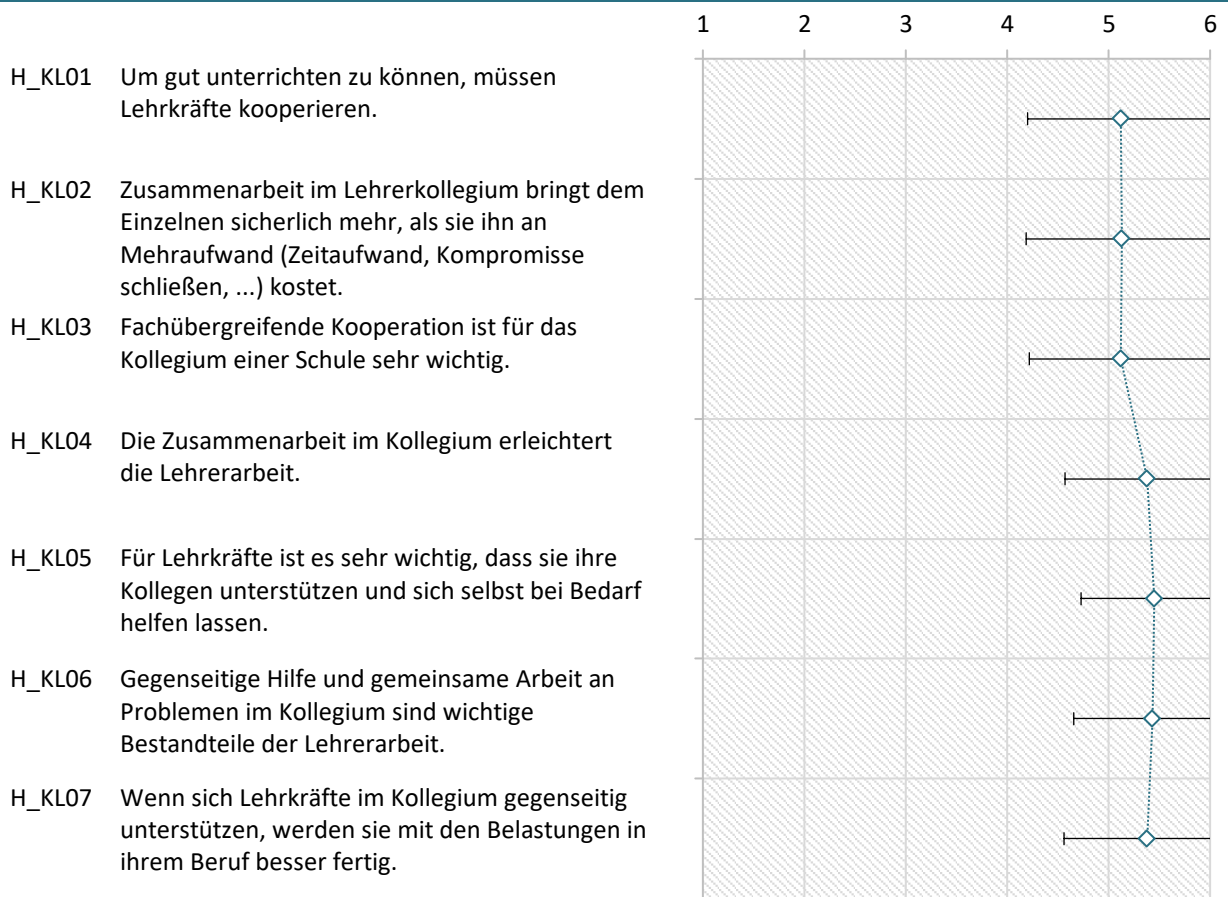 1 2 3 4 5 6
H_KL01 Um gut unterrichten zu können, müssen
Lehrkräfte kooperieren.
H_KL02 Zusammenarbeit im Lehrerkollegium bringt dem
Einzelnen sicherlich mehr, als sie ihn an
Mehraufwand (Zeitaufwand, Kompromisse
schließen, ...) kostet.
H_KL03 Fachübergreifende Kooperation ist für das
Kollegium einer Schule sehr wichtig.
H_KL04 Die Zusammenarbeit im Kollegium erleichtert
die Lehrerarbeit.
H_KL05 Für Lehrkräfte ist es sehr wichtig, dass sie ihre
Kollegen unterstützen und sich selbst bei Bedarf
helfen lassen.
H_KL06 Gegenseitige Hilfe und gemeinsame Arbeit an
Problemen im Kollegium sind wichtige
Bestandteile der Lehrerarbeit.
H_KL07 Wenn sich Lehrkräfte im Kollegium gegenseitig
unterstützen, werden sie mit den Belastungen in
ihrem Beruf besser fertig.